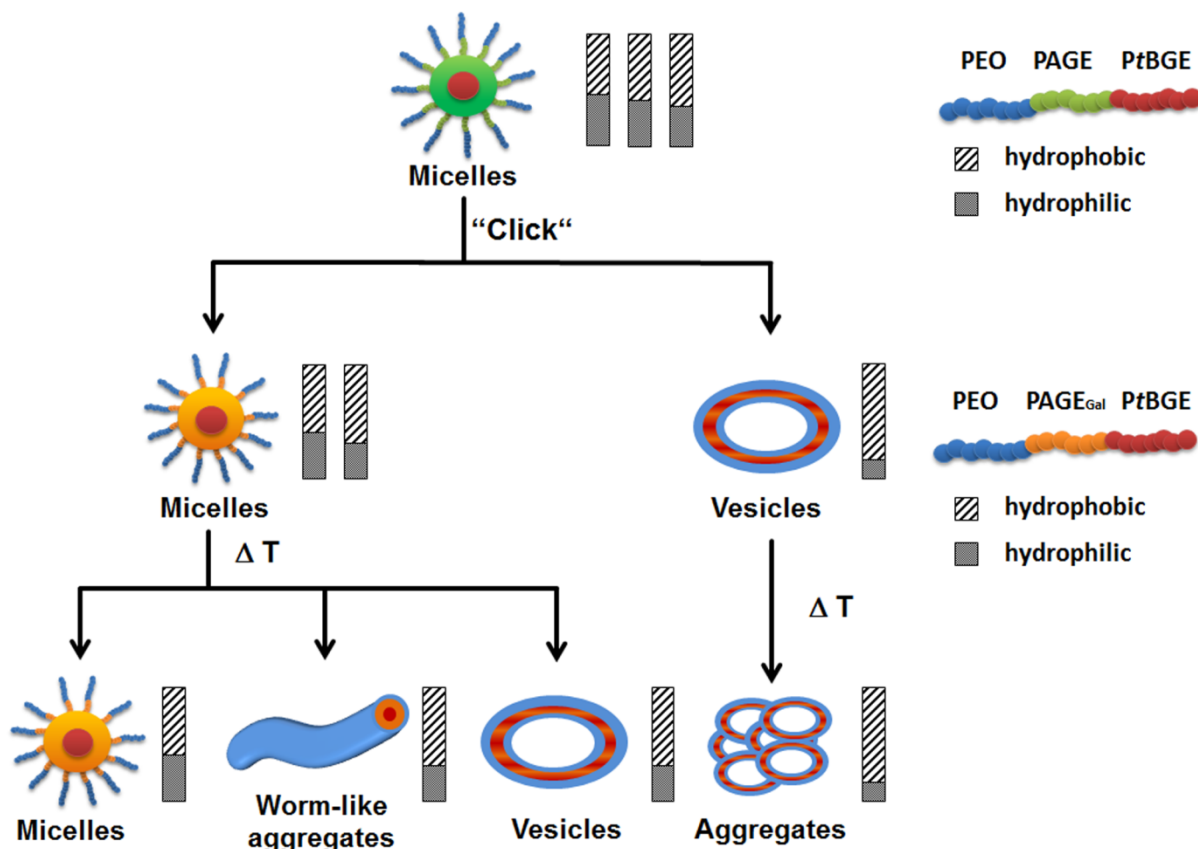 PEO PAGE PtBGE
hydrophobic
hydrophilic
Micelles
“Click“
PEO PAGEGal PtBGE
hydrophobic
hydrophilic
Micelles
Vesicles
Δ T
Δ T
Micelles
Worm-like
aggregates
Vesicles
Aggregates